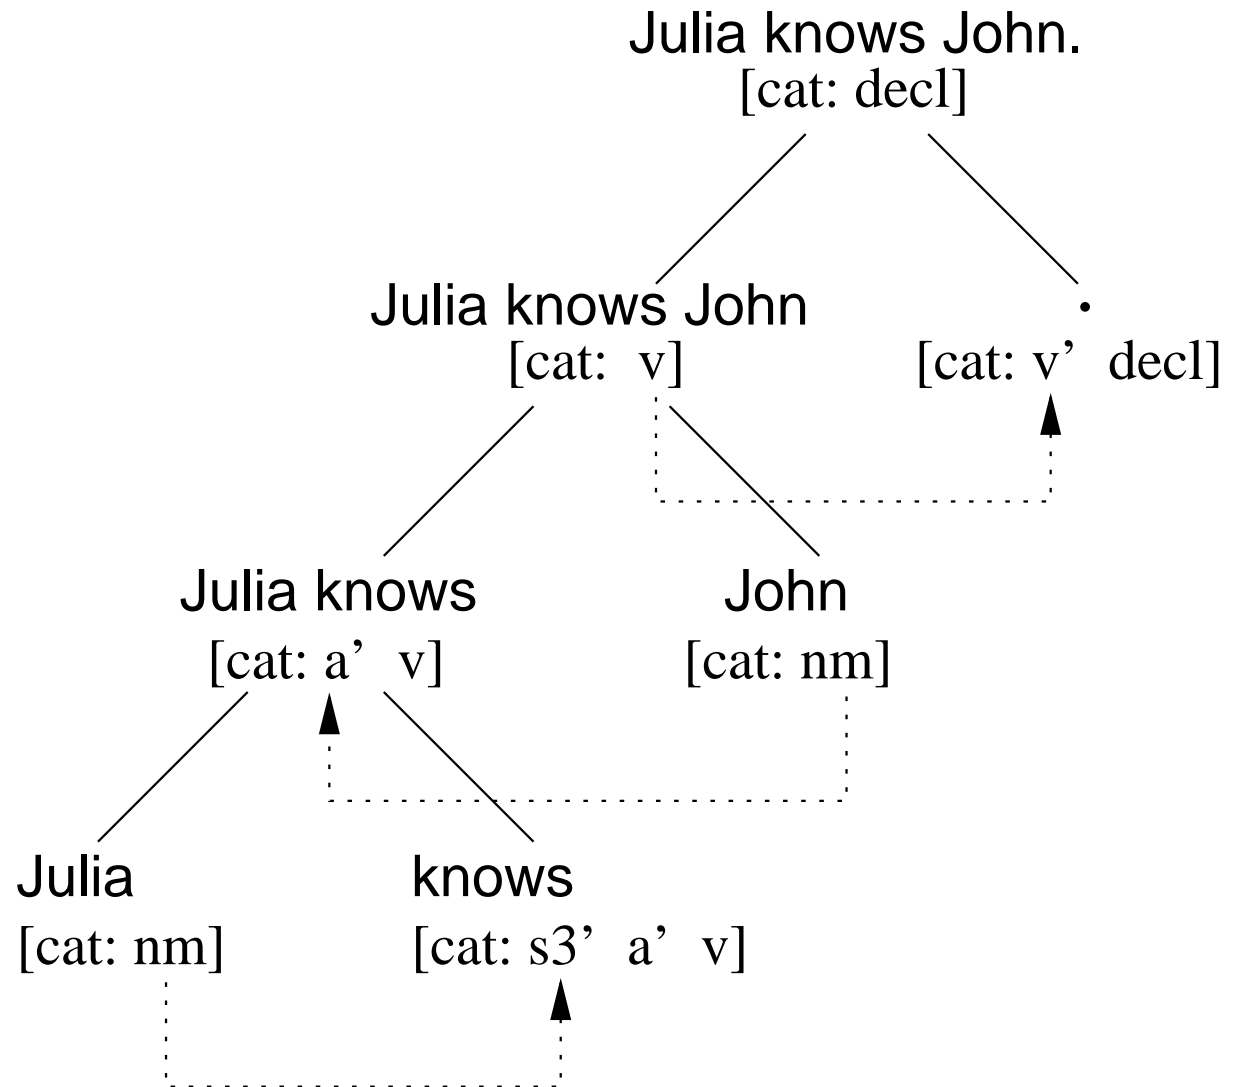 Julia knows John.
[cat: decl]
Julia knows John .
[cat: v] [cat: v’ decl]
Julia knows John
[cat: a’ v] [cat: nm]
Julia knows
[cat: nm] [cat: s3’ a’ v]